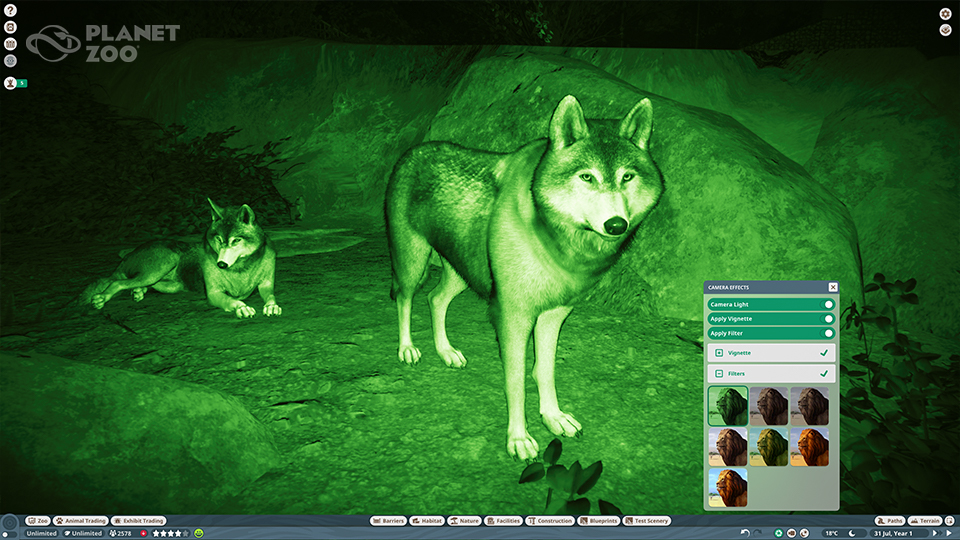 ?
PLANET
ZOO
5
CAMERA EFFECTS
Camera Light
Apply Vignette
Apply Filter
Vignette
Filters
Zoo Animal Trading Exhibit Trading Barriers Habitat Nature Facilities Construction Blueprints Test Scenery Paths Terrain
Unlimited Unlimited 2578 18°C 31 Jul, Year 1